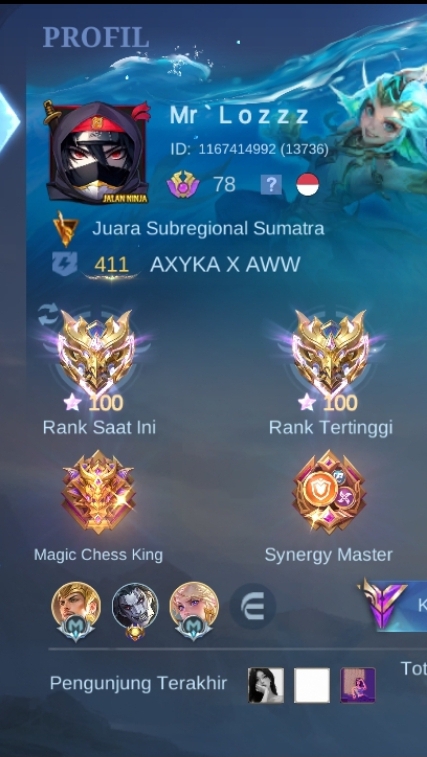 PROFIL
Mr`Lozzz
ID: 1167414992 (13736)
78 ?
JALAN NINJA
Juara Subregional Sumatra
411 AXYKA X AWW
100 100
Rank Saat Ini Rank Tertinggi
Magic Chess King Synergy Master
M M E K
Pengunjung Terakhir Tot